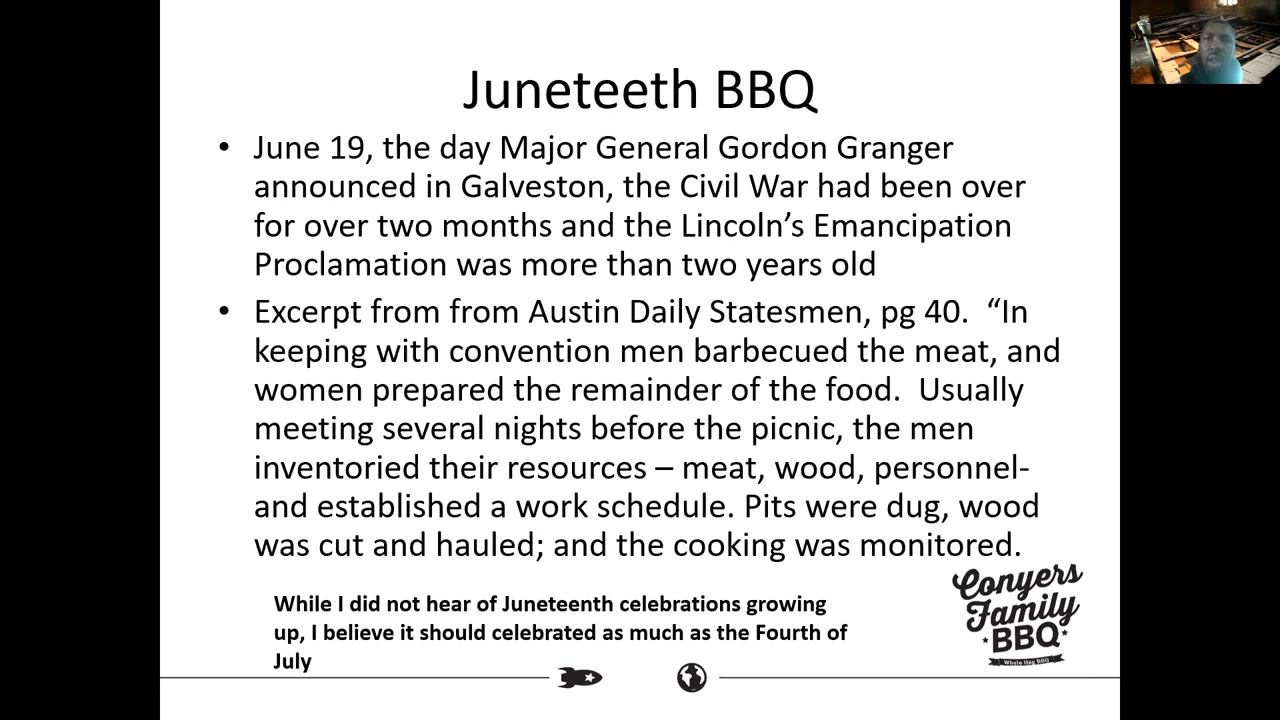 Juneteeth BBQ
• June 19, the day Major General Gordon Granger
announced in Galveston, the Civil War had been over
for over two months and the Lincoln’s Emancipation
Proclamation was more than two years old
• Excerpt from from Austin Daily Statesmen, pg 40.  “In
keeping with convention men barbecued the meat, and
women prepared the remainder of the food.  Usually
meeting several nights before the picnic, the men
inventoried their resources – meat, wood, personnel-
and established a work schedule. Pits were dug, wood
was cut and hauled; and the cooking was monitored.
While I did not hear of Juneteenth celebrations growing
up, I believe it should celebrated as much as the Fourth of
July
Conyers
Family
BBQ
Whole Hog BBQ